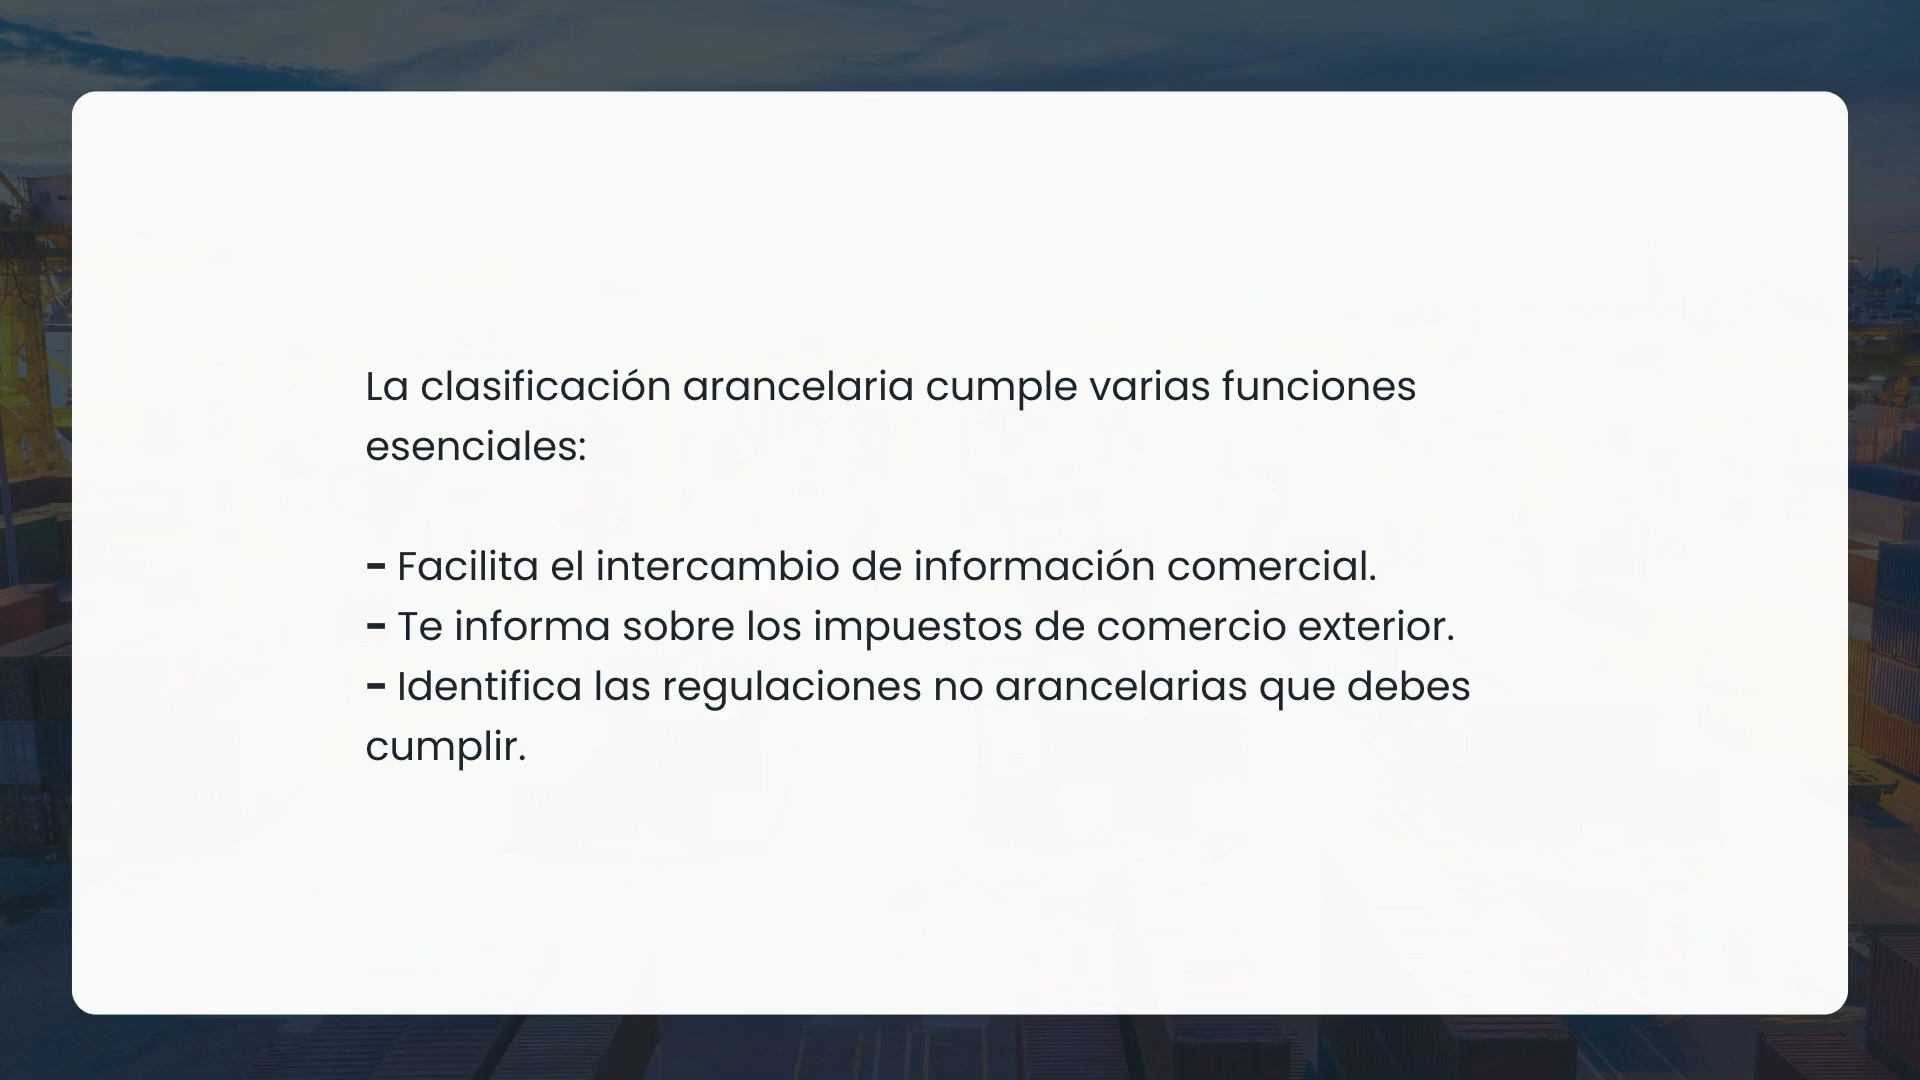 La clasificación arancelaria cumple varias funciones
esenciales:
- Facilita el intercambio de información comercial.
- Te informa sobre los impuestos de comercio exterior.
- Identifica las regulaciones no arancelarias que debes
cumplir.